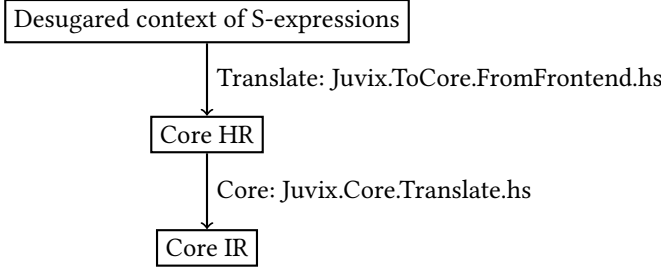 Desugared context of S-expressions
Translate: Juvix.ToCore.FromFrontend.hs
Core HR
Core: Juvix.Core.Translate.hs
Core IR